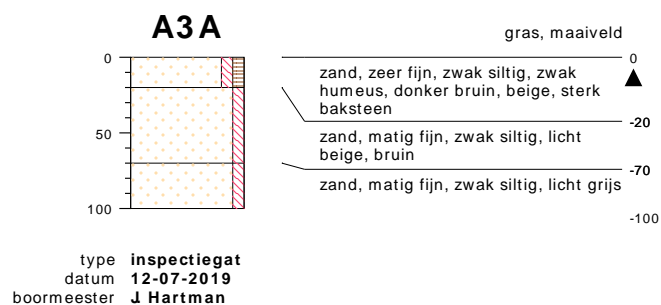 A3A
gras, maaiveld
0
0
zand, zeer fijn, zwak siltig, zwak
humeus, donker bruin, beige, sterk
baksteen
-20
50
zand, matig fijn, zwak siltig, licht
beige, bruin
-70
zand, matig fijn, zwak siltig, licht grijs
100
-100
type inspectiegat
datum 12-07-2019
boormeester J. Hartman